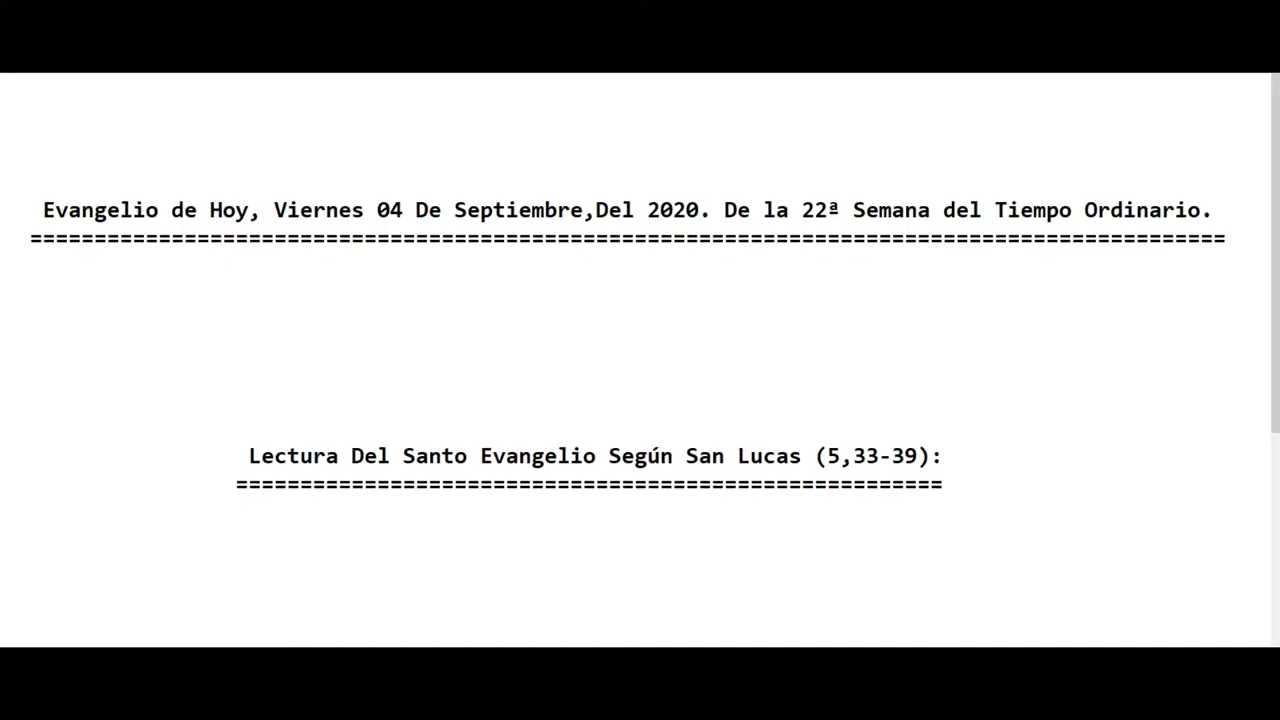 Evangelio de Hoy, Viernes 04 De Septiembre,Del 2020. De la 22ª Semana del Tiempo Ordinario.
=============================================================================================
Lectura Del Santo Evangelio Según San Lucas (5,33-39):
=======================================================